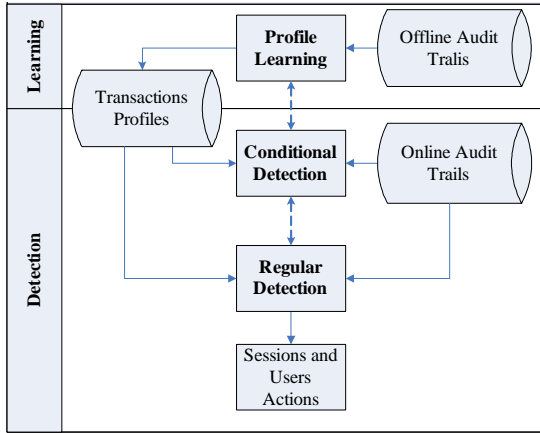 Learning
Profile
Learning
Offline Audit
Tralis
Transactions
Profiles
Detection
Conditional
Detection
Online Audit
Trails
Regular
Detection
Sessions and
Users
Actions